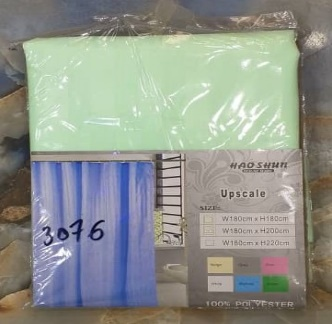 HAO·SHUN
Upscale
SIZE:
W180cm x H180cm
W180cm x H200cm
W180cm x H220cm
3076
100% POLYESTER